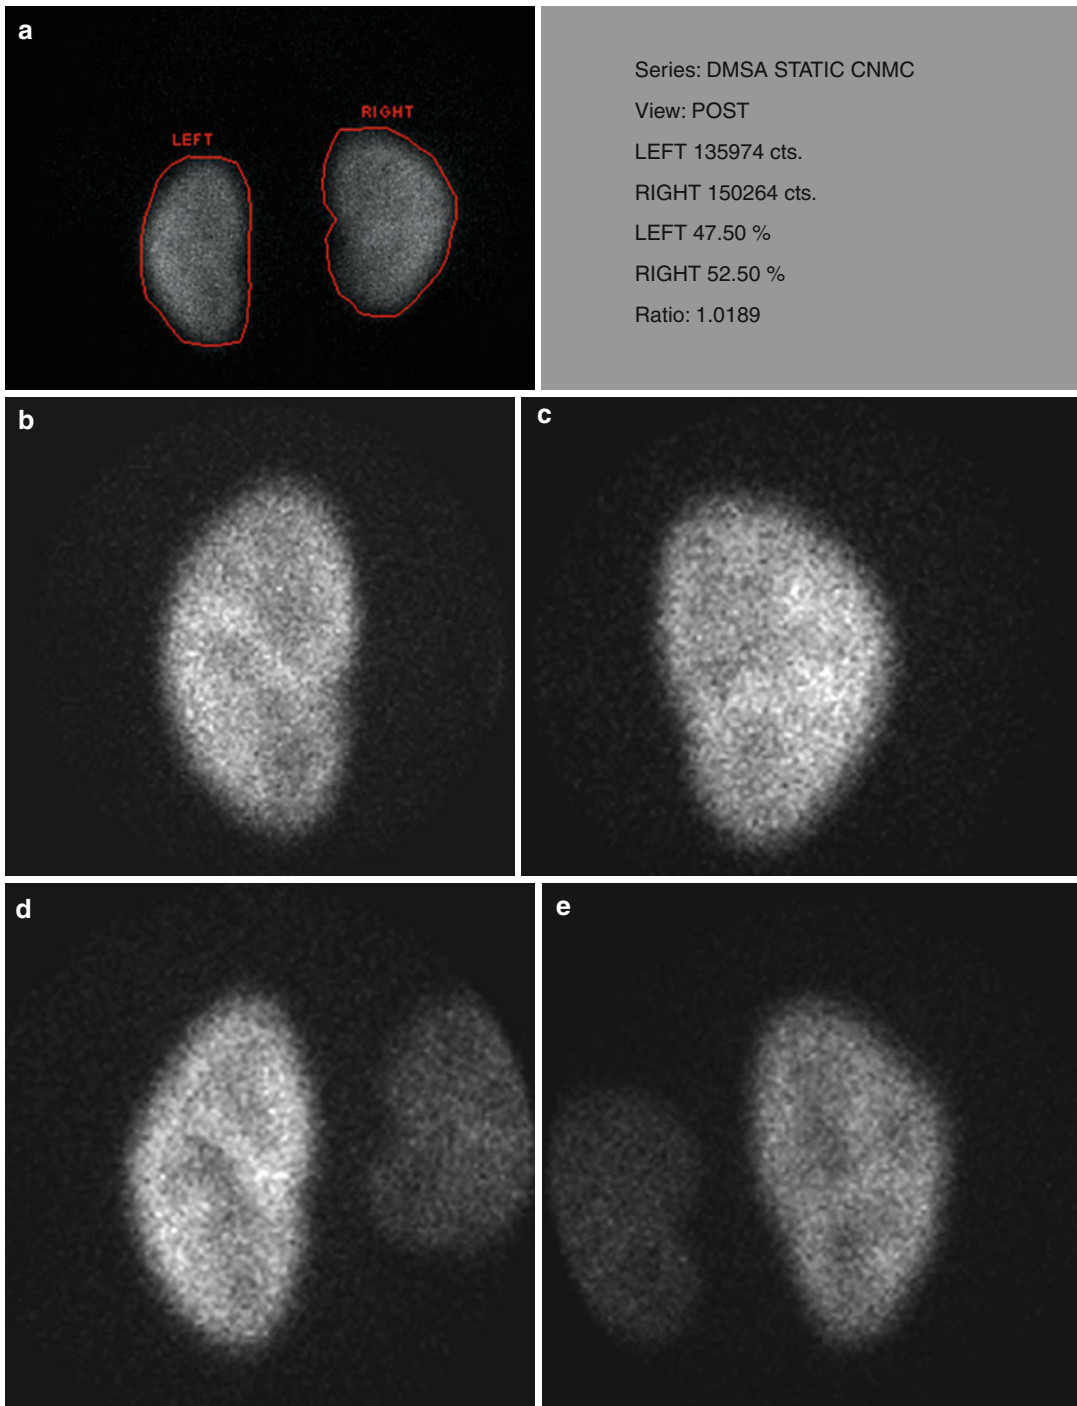 a
LEFT
RIGHT
Series: DMSA STATIC CNMC
View: POST
LEFT 135974 cts.
RIGHT 150264 cts.
LEFT 47.50 %
RIGHT 52.50 %
Ratio: 1.0189
b
c
d
e